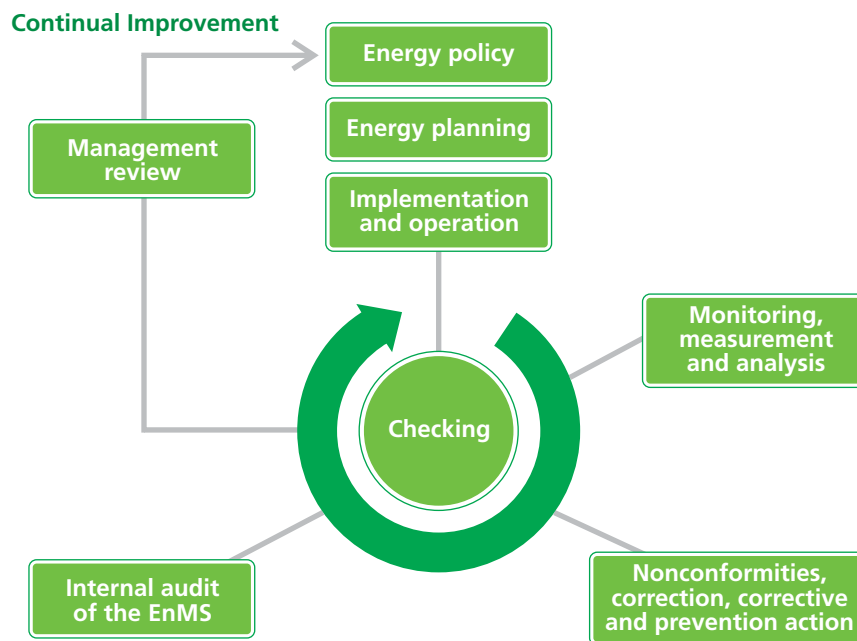 Continual Improvement
Energy policy
Energy planning
Management
review
Implementation
and operation
Monitoring,
measurement
and analysis
Checking
Internal audit
of the EnMS
Nonconformities,
correction, corrective
and prevention action